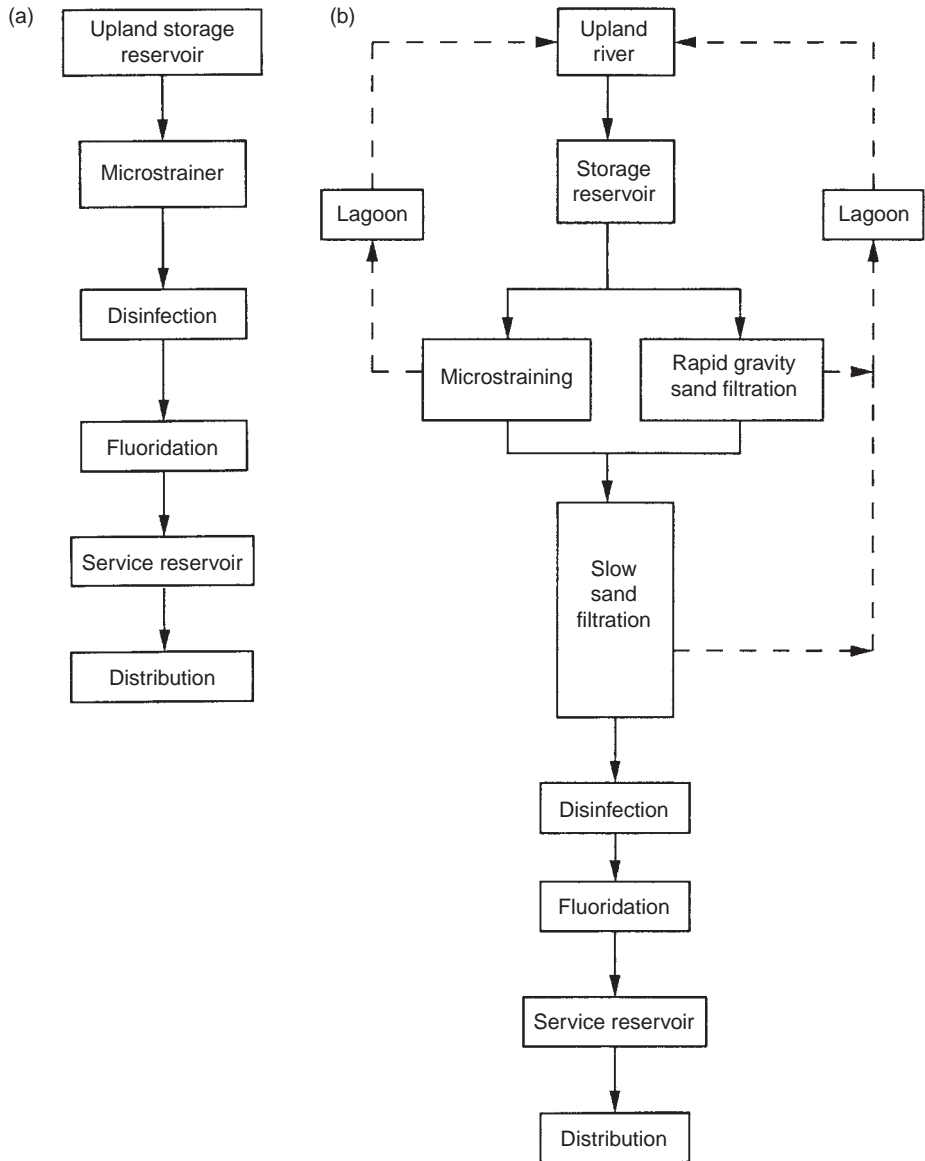 (a)
Upland storage
reservoir
Microstrainer
Disinfection
Fluoridation
Service reservoir
Distribution
(b)
Upland
river
Storage
reservoir
Lagoon
Lagoon
Microstraining
Rapid gravity
sand filtration
Slow
sand
filtration
Disinfection
Fluoridation
Service reservoir
Distribution